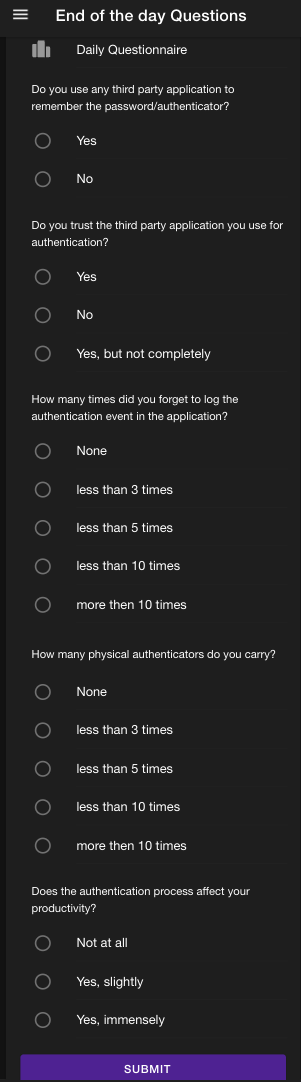 End of the day Questions
Daily Questionnaire
Do you use any third party application to
remember the password/authenticator?
Yes
No
Do you trust the third party application you use for
authentication?
Yes
No
Yes, but not completely
How many times did you forget to log the
authentication event in the application?
None
less than 3 times
less than 5 times
less than 10 times
more then 10 times
How many physical authenticators do you carry?
None
less than 3 times
less than 5 times
less than 10 times
more then 10 times
Does the authentication process affect your
productivity?
Not at all
Yes, slightly
Yes, immensely
SUBMIT